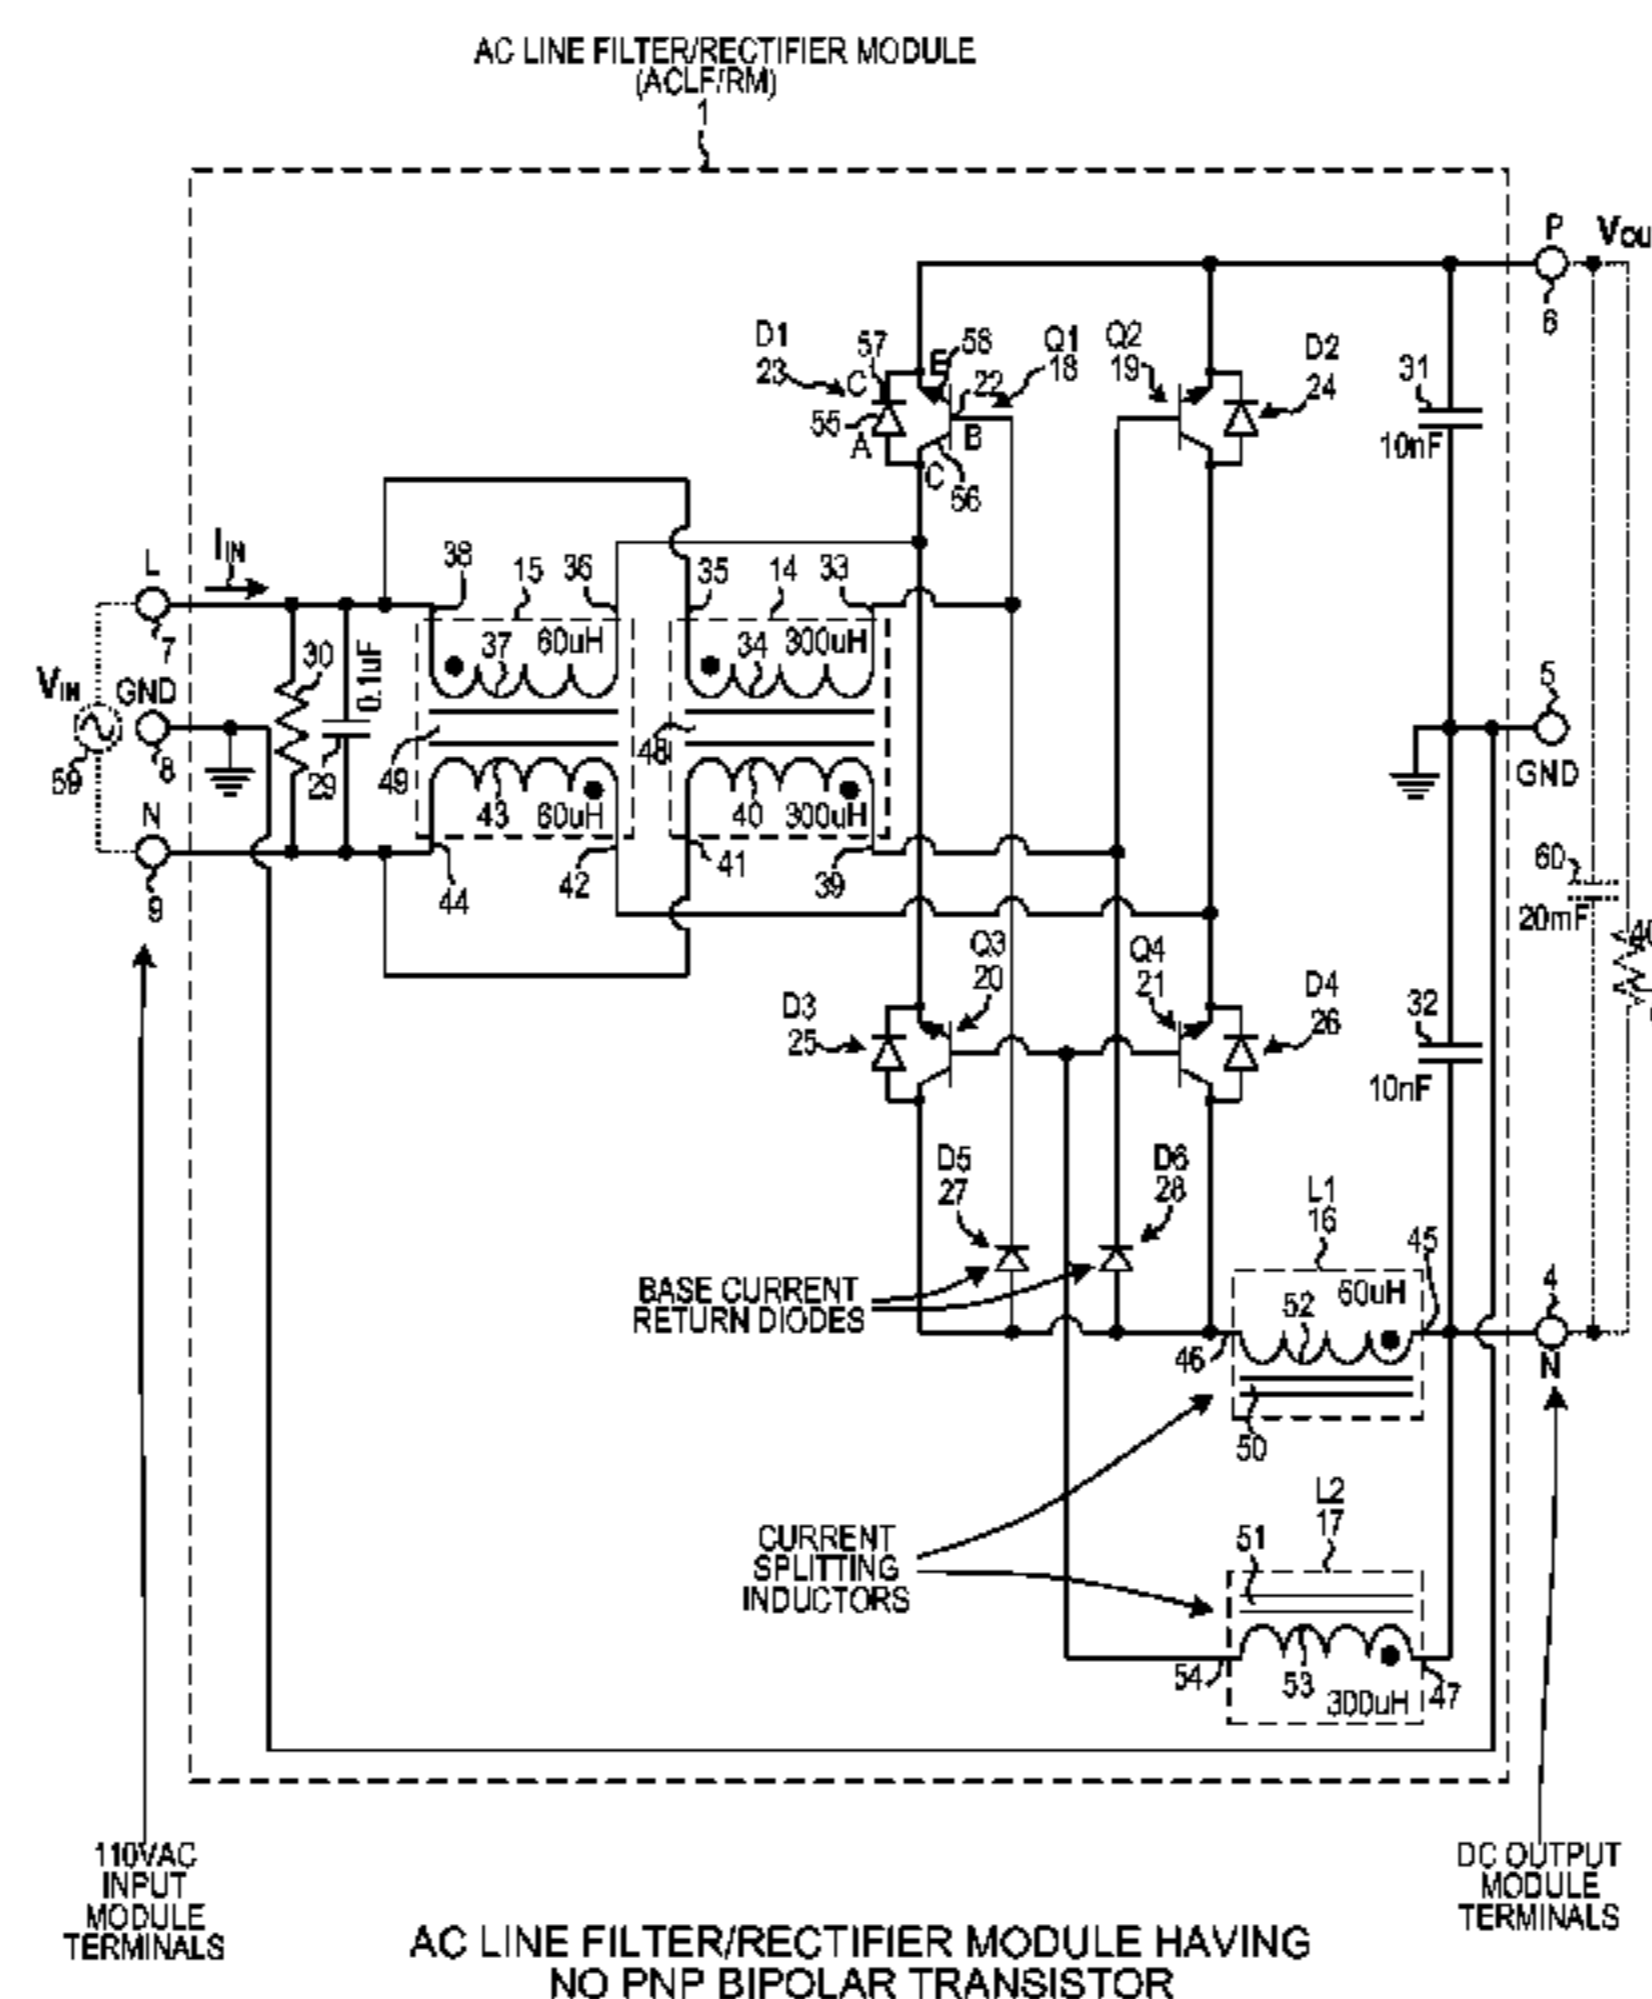 AC LINE FILTER/RECTIFIER MODULE
(ACLF/RM)
1
P
6
D1
23
57
C
E
58
22
Q1
18
Q2
19
D2
24
31
10nF
55
A
B
C
56
L
7
IIN
38
15
36
35
14
33
VIN
GND
8
59
30
0.1uF
29
37
60uH
34
300uH
49
48
43
60uH
40
300uH
5
GND
N
9
44
42
41
39
60
20mF
Q3
20
Q4
21
D3
25
D4
26
32
10nF
D5
27
D6
28
L1
16
45
4
N
BASE CURRENT
RETURN DIODES
52
60uH
46
50
CURRENT
SPLITTING
INDUCTORS
L2
17
51
54
53
300uH
47
110VAC
INPUT
MODULE
TERMINALS
DC OUTPUT
MODULE
TERMINALS
AC LINE FILTER/RECTIFIER MODULE HAVING
NO PNP BIPOLAR TRANSISTOR